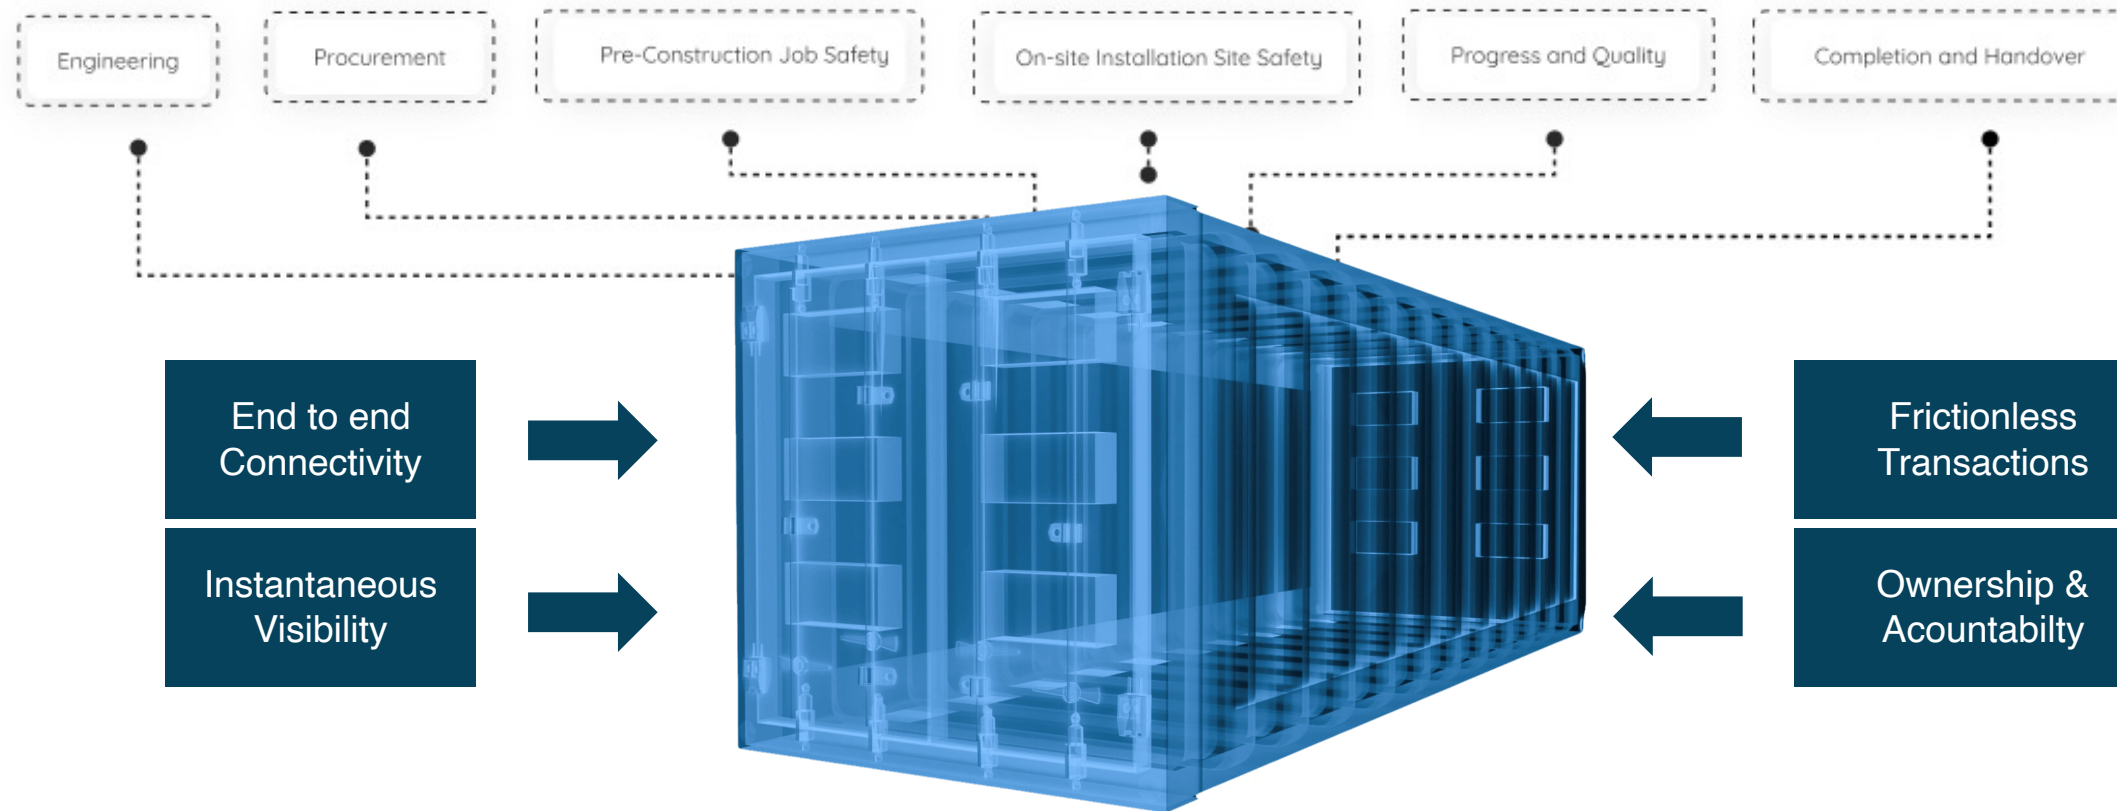 Engineering
Procurement
Pre-Construction Job Safety
On-site Installation Site Safety
Progress and Quality
Completion and Handover
End to end
Connectivity
Instantaneous
Visibility
Frictionless
Transactions
Ownership &
Acountabilty